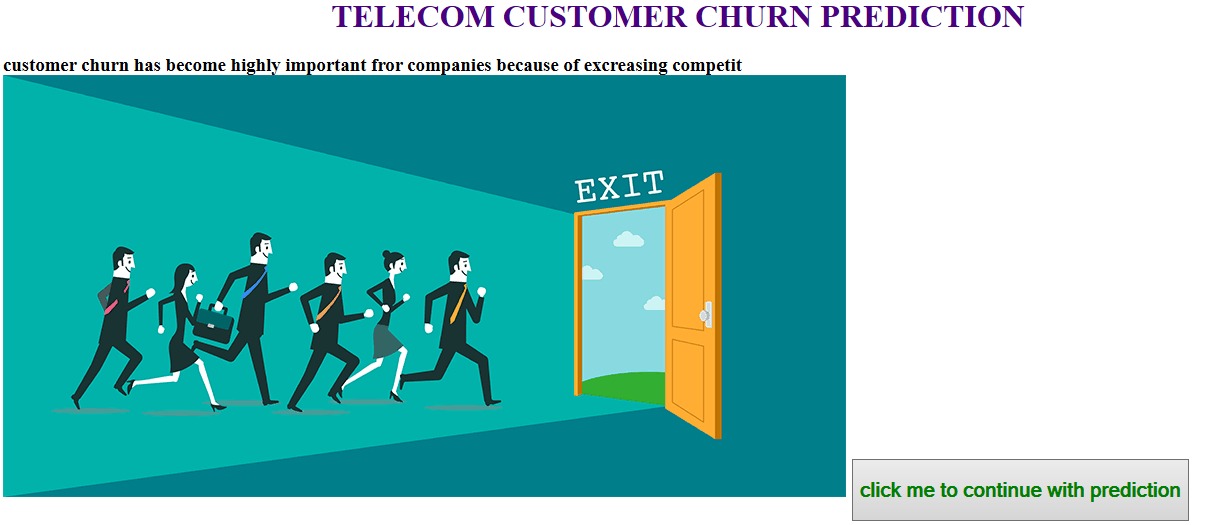 TELECOM CUSTOMER CHURN PREDICTION
customer churn has become highly important fror companies because of excreasing competit
EXIT
click me to continue with prediction